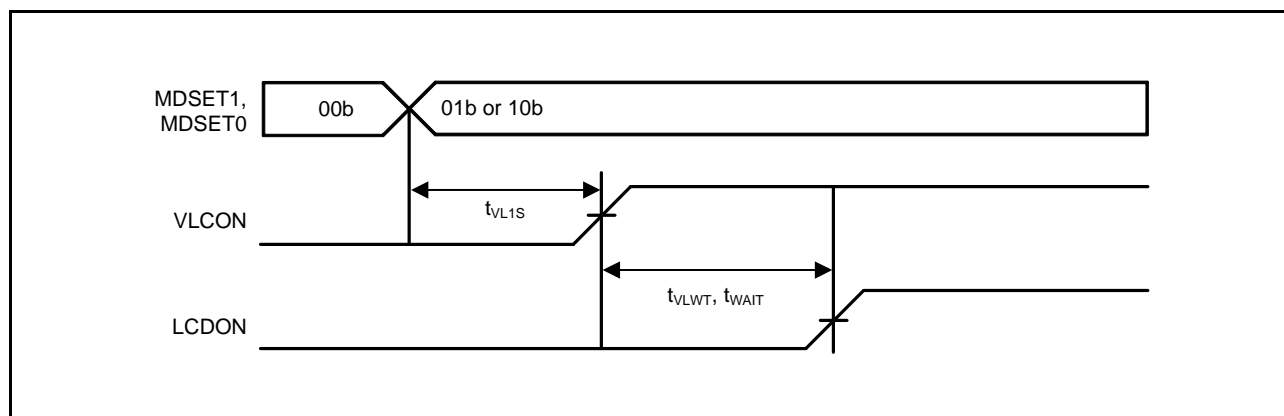 MDSET1,
MDSET0
00b
01b or 10b
tVL1S
VLCON
tVLWT, tWAIT
LCDON